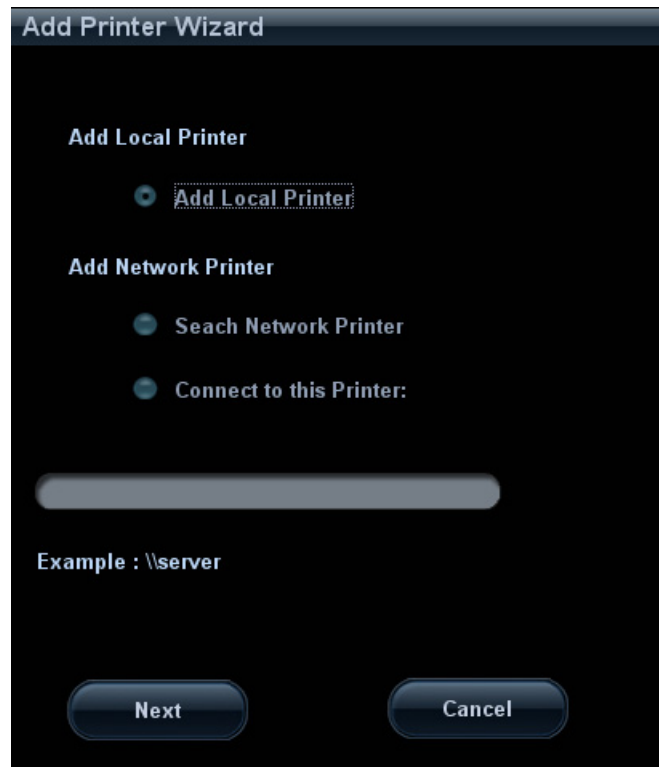 Add Printer Wizard
Add Local Printer
Add Local Printer
Add Network Printer
Seach Network Printer
Connect to this Printer:
Example : \\server
Next Cancel